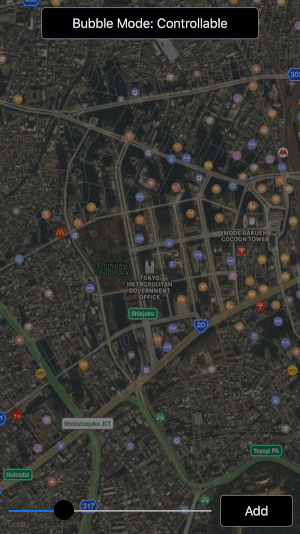 Bubble Mode: Controllable
302
MODE GAKUEN
COCOON TOWER
Shinjuku
Chuo Park
TOKYO
METROPOLITAN
GOVERNMENT
OFFICE
Shinjuku
20
Nishishinjuku JCT
Yoyogi PA
Hatsudai
317
Add